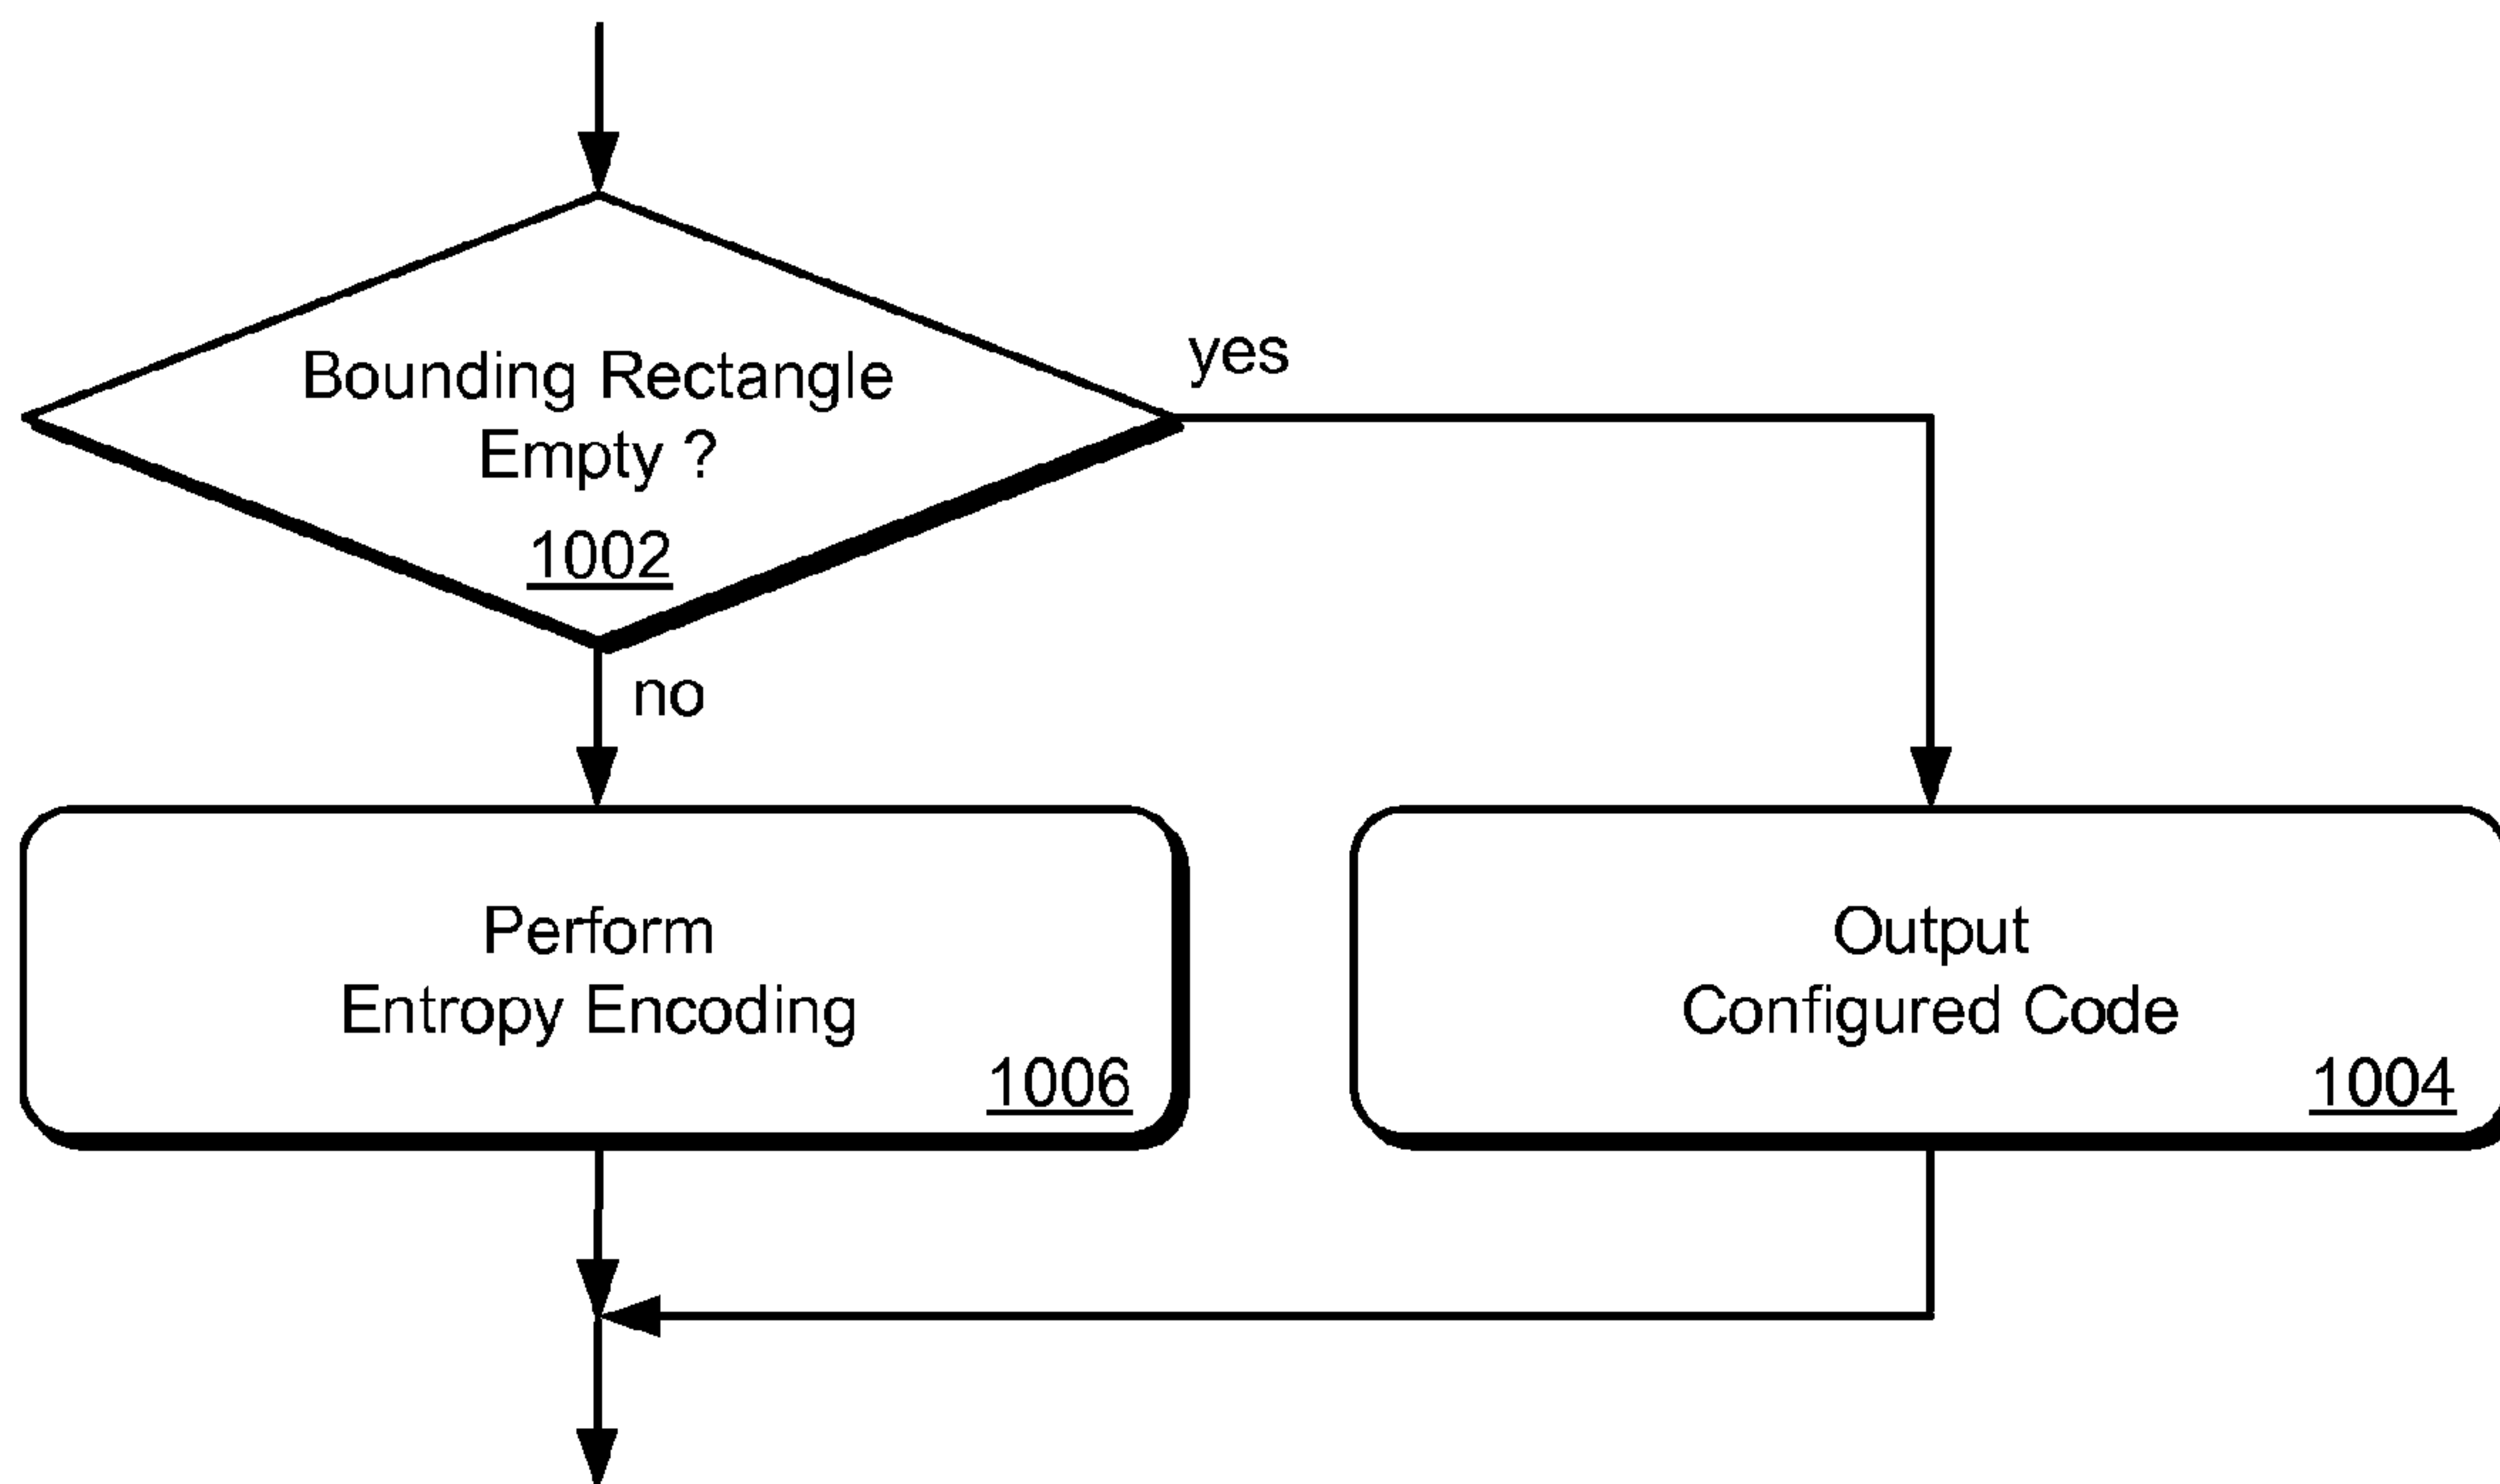 Bounding Rectangle
Empty ?
1002
yes
no
Perform
Entropy Encoding
1006
Output
Configured Code
1004